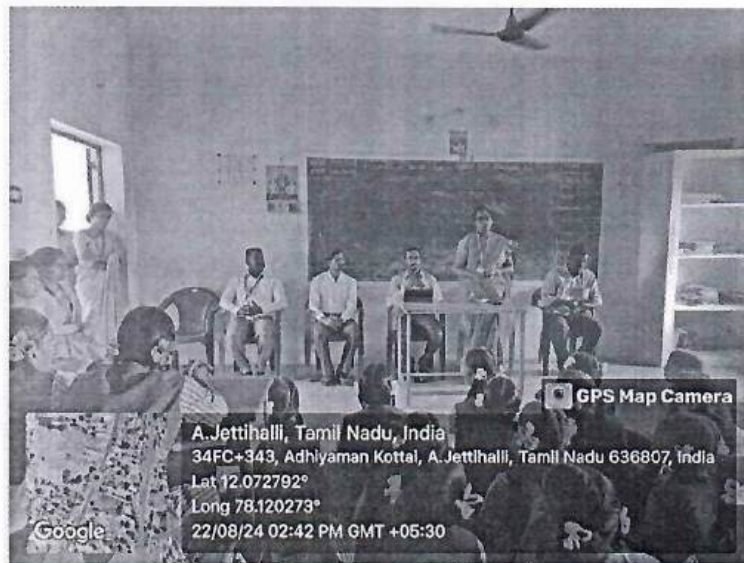 GPS Map Camera
A.Jettihalli, Tamil Nadu, India
34FC+343, Adhiyaman Kottai, A.Jettihalli, Tamil Nadu 636807, India
Lat 12.072792°
Long 78.120273°
22/08/24 02:42 PM GMT +05:30
Google